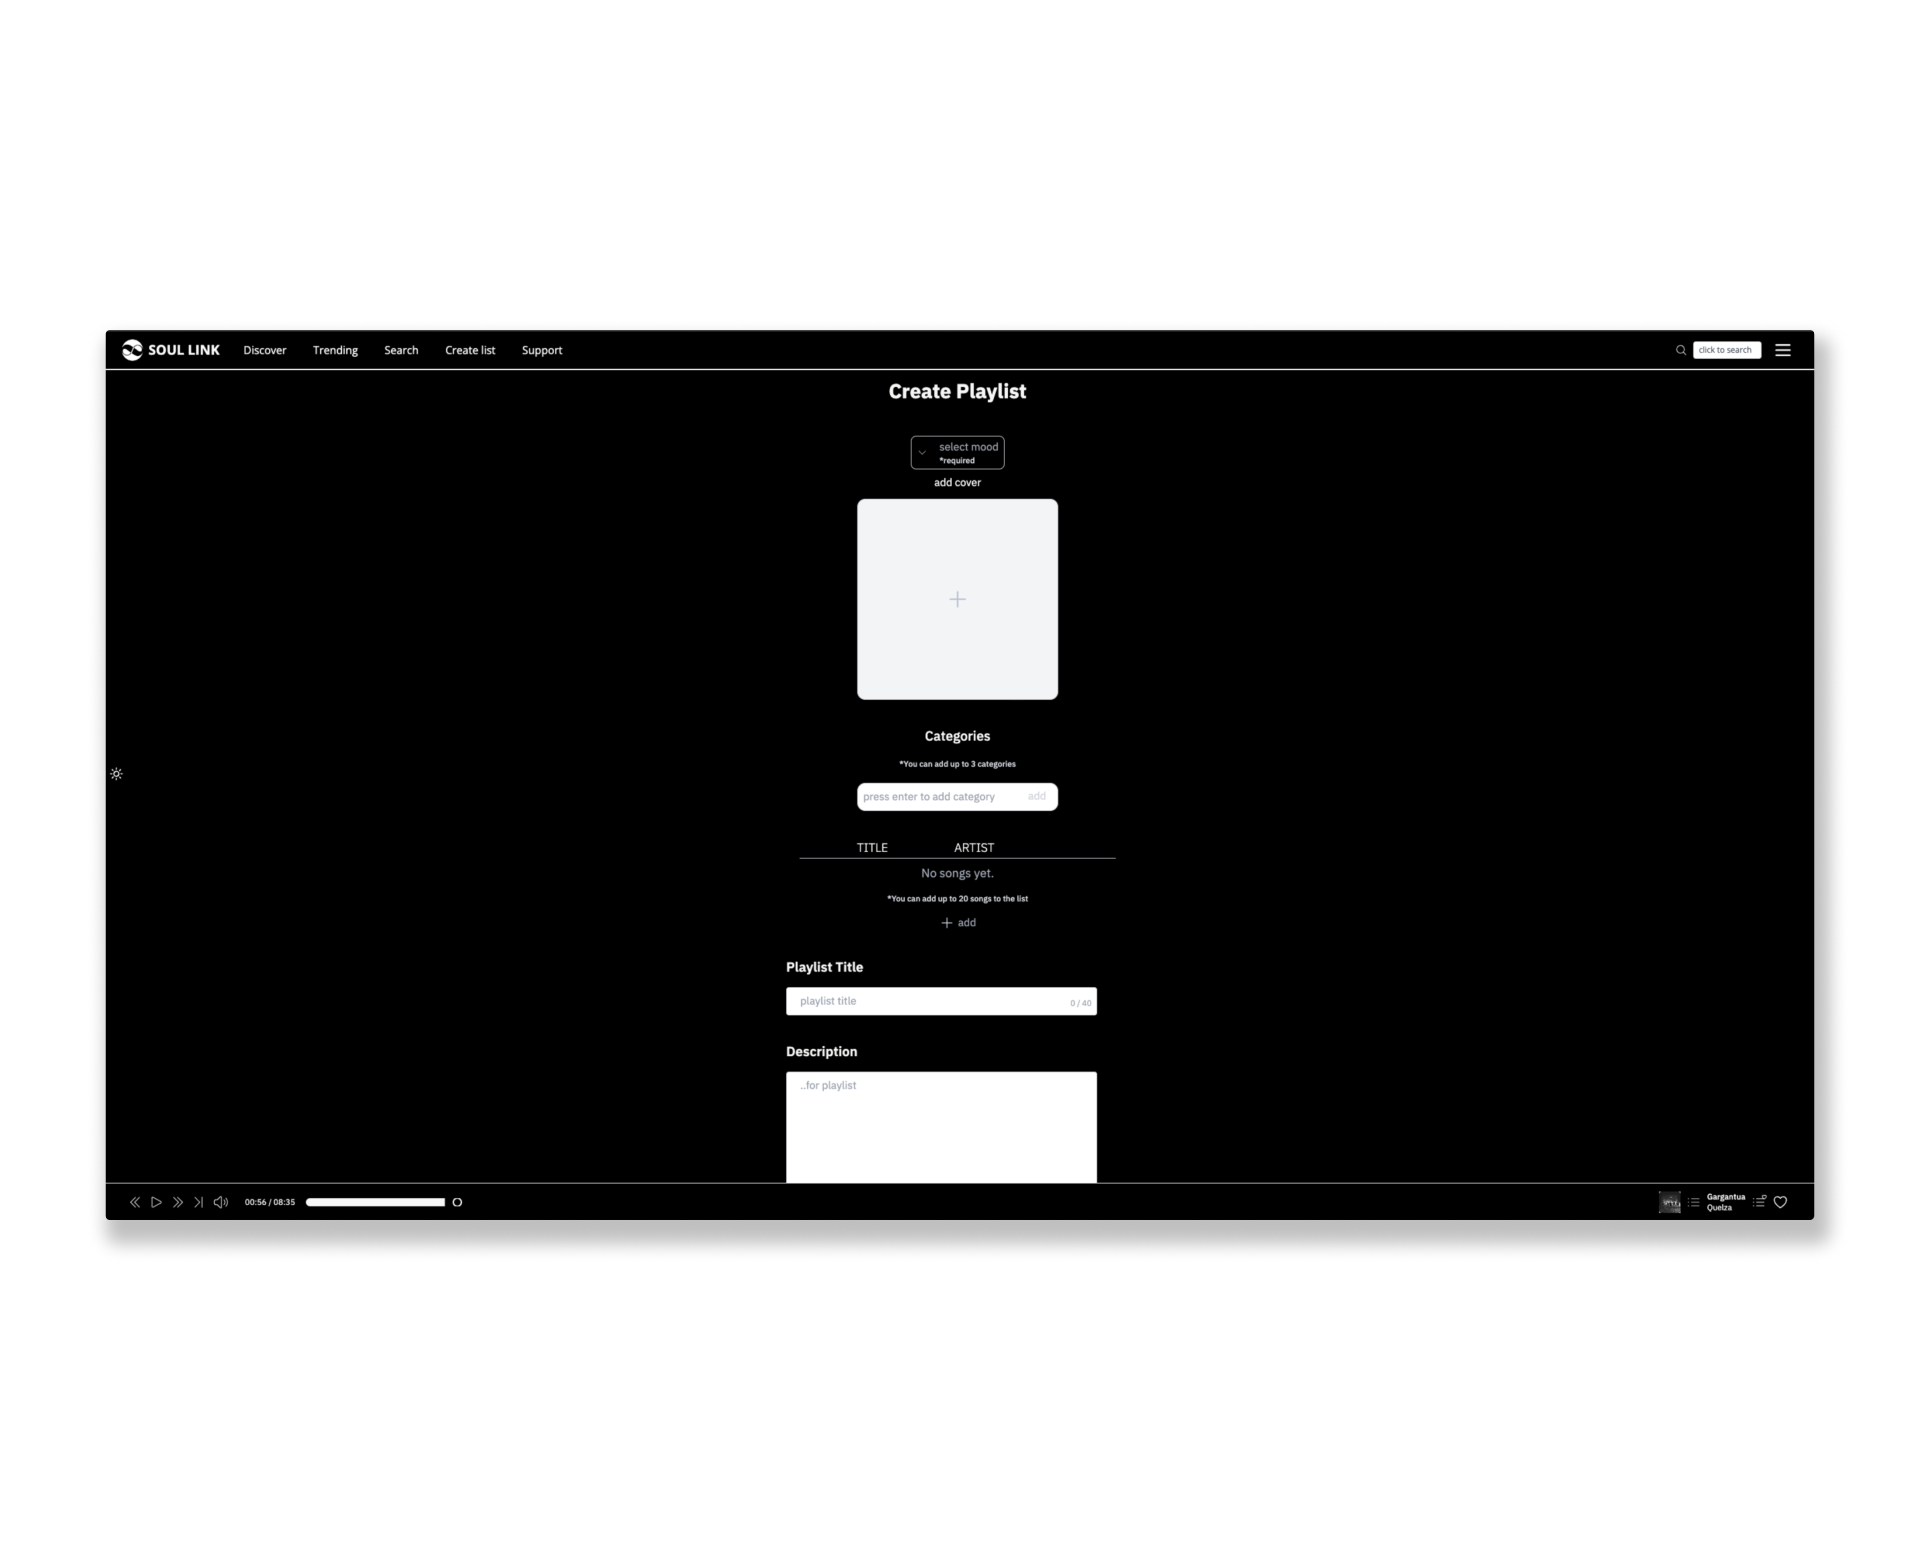 SOUL LINK Discover Trending Search Create list Support click to search
Create Playlist
select mood
*required
add cover
Categories
*You can add up to 3 categories
press enter to add category add
TITLE ARTIST
No songs yet.
*You can add up to 20 songs to the list
add
Playlist Title
playlist title 0 / 40
Description
..for playlist
00:56 / 08:35
Gargantua
Quelza